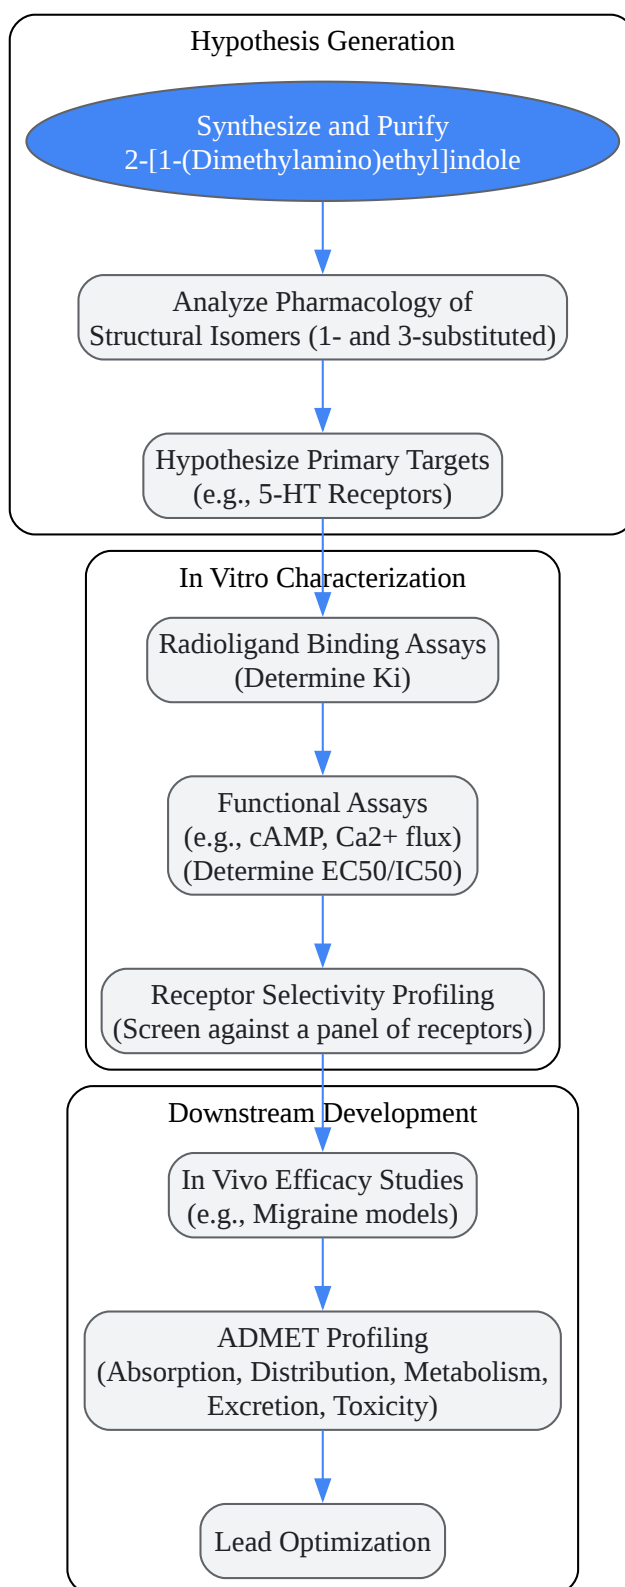 Hypothesis Generation
Synthesize and Purify
2-[1-(Dimethylamino)ethyl]indole
Analyze Pharmacology of
Structural Isomers (1- and 3-substituted)
Hypothesize Primary Targets
(e.g., 5-HT Receptors)
In Vitro Characterization
Radioligand Binding Assays
(Determine Ki)
Functional Assays
(e.g., cAMP, Ca2+ flux)
(Determine EC50/IC50)
Receptor Selectivity Profiling
(Screen against a panel of receptors)
Downstream Development
In Vivo Efficacy Studies
(e.g., Migraine models)
ADMET Profiling
(Absorption, Distribution, Metabolism,
Excretion, Toxicity)
Lead Optimization